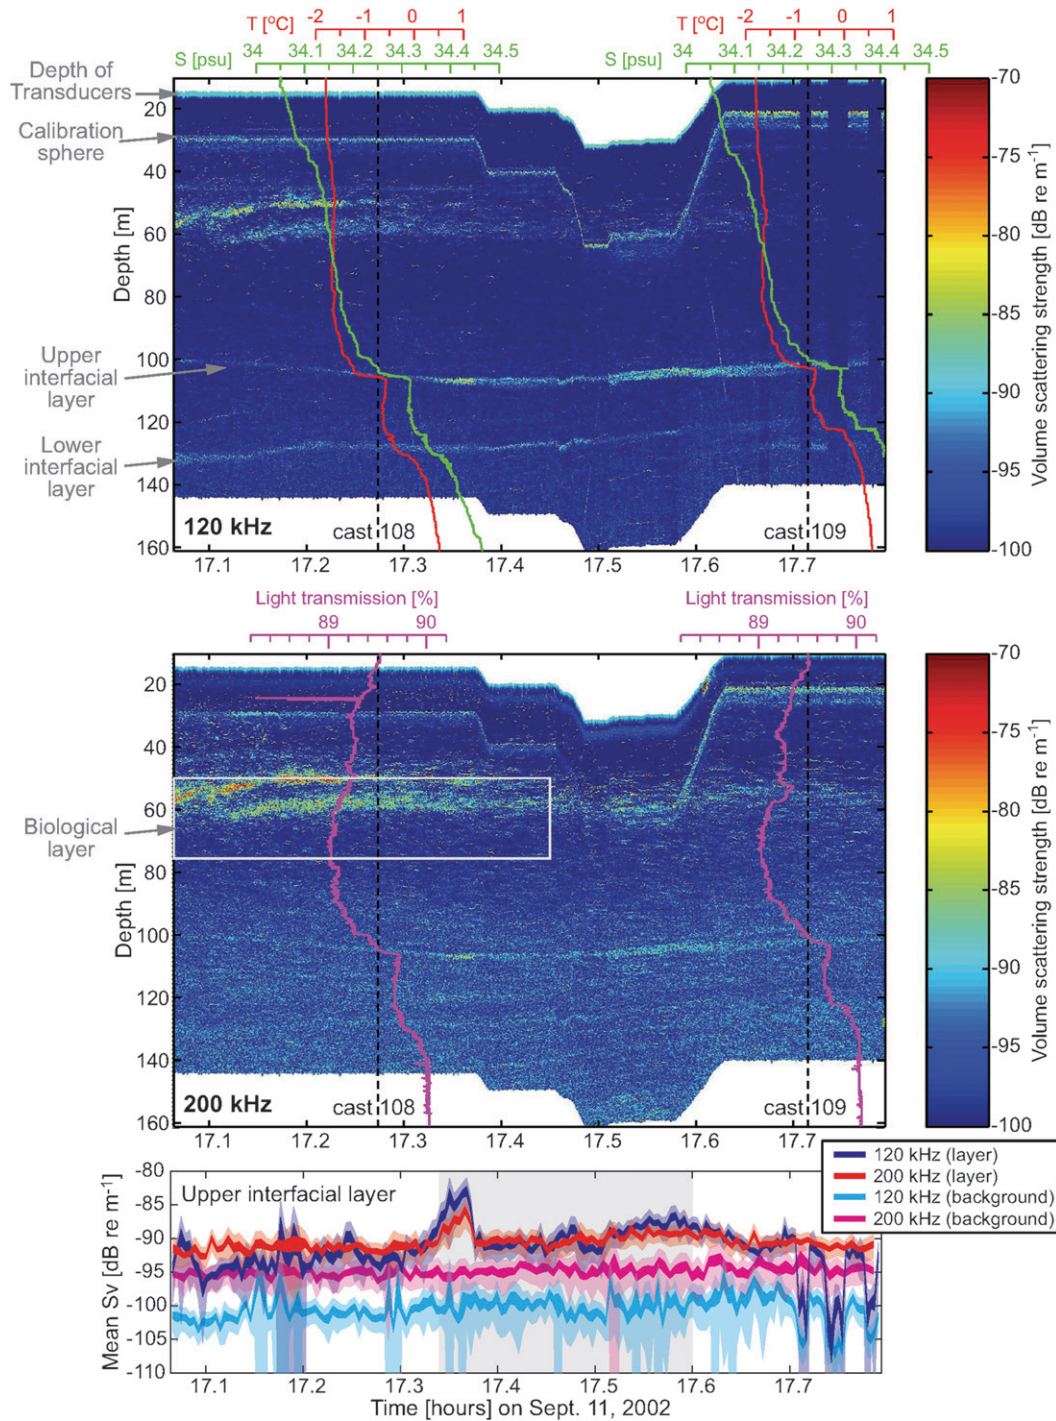 T [°C] -2 -1 0 1
S [psu] 34 34.1 34.2 34.3 34.4 34.5
T [°C] -2 -1 0 1
S [psu] 34 34.1 34.2 34.3 34.4 34.5
Depth of
Transducers
Calibration
sphere
Upper
interfacial
layer
Lower
interfacial
layer
Depth [m]
20
40
60
80
100
120
140
160
120 kHz
cast 108
cast 109
17.1 17.2 17.3 17.4 17.5 17.6 17.7
-70
-75
-80
-85
-90
-95
-100
Volume scattering strength [dB re m-1]
Light transmission [%]
89 90
Light transmission [%]
89 90
Biological
layer
Depth [m]
20
40
60
80
100
120
140
160
200 kHz
cast 108
cast 109
17.1 17.2 17.3 17.4 17.5 17.6 17.7
-70
-75
-80
-85
-90
-95
-100
Volume scattering strength [dB re m-1]
120 kHz (layer)
200 kHz (layer)
120 kHz (background)
200 kHz (background)
Upper interfacial layer
Mean Sv [dB re m-1]
-80
-85
-90
-95
-100
-105
-110
17.1 17.2 17.3 17.4 17.5 17.6 17.7
Time [hours] on Sept. 11, 2002